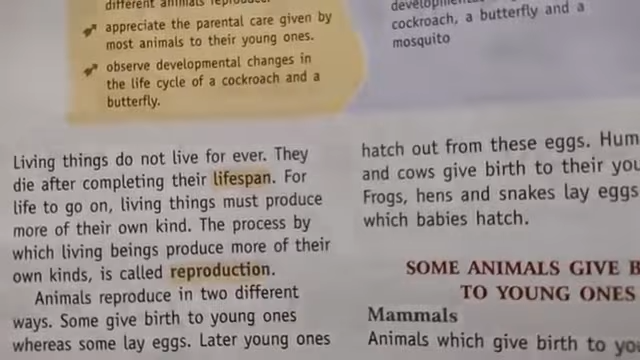 different animals reproduce.
appreciate the parental care given by
most animals to their young ones.
observe developmental changes in
the life cycle of a cockroach and a
butterfly.
cockroach, a butterfly and a
mosquito
Living things do not live for ever. They
die after completing their lifespan. For
life to go on, living things must produce
more of their own kind. The process by
which living beings produce more of their
own kinds, is called reproduction.
Animals reproduce in two different
ways. Some give birth to young ones
whereas some lay eggs. Later young ones
hatch out from these eggs. Hum
and cows give birth to their you
Frogs, hens and snakes lay eggs
which babies hatch.
SOME ANIMALS GIVE B
TO YOUNG ONES
Mammals
Animals which give birth to you